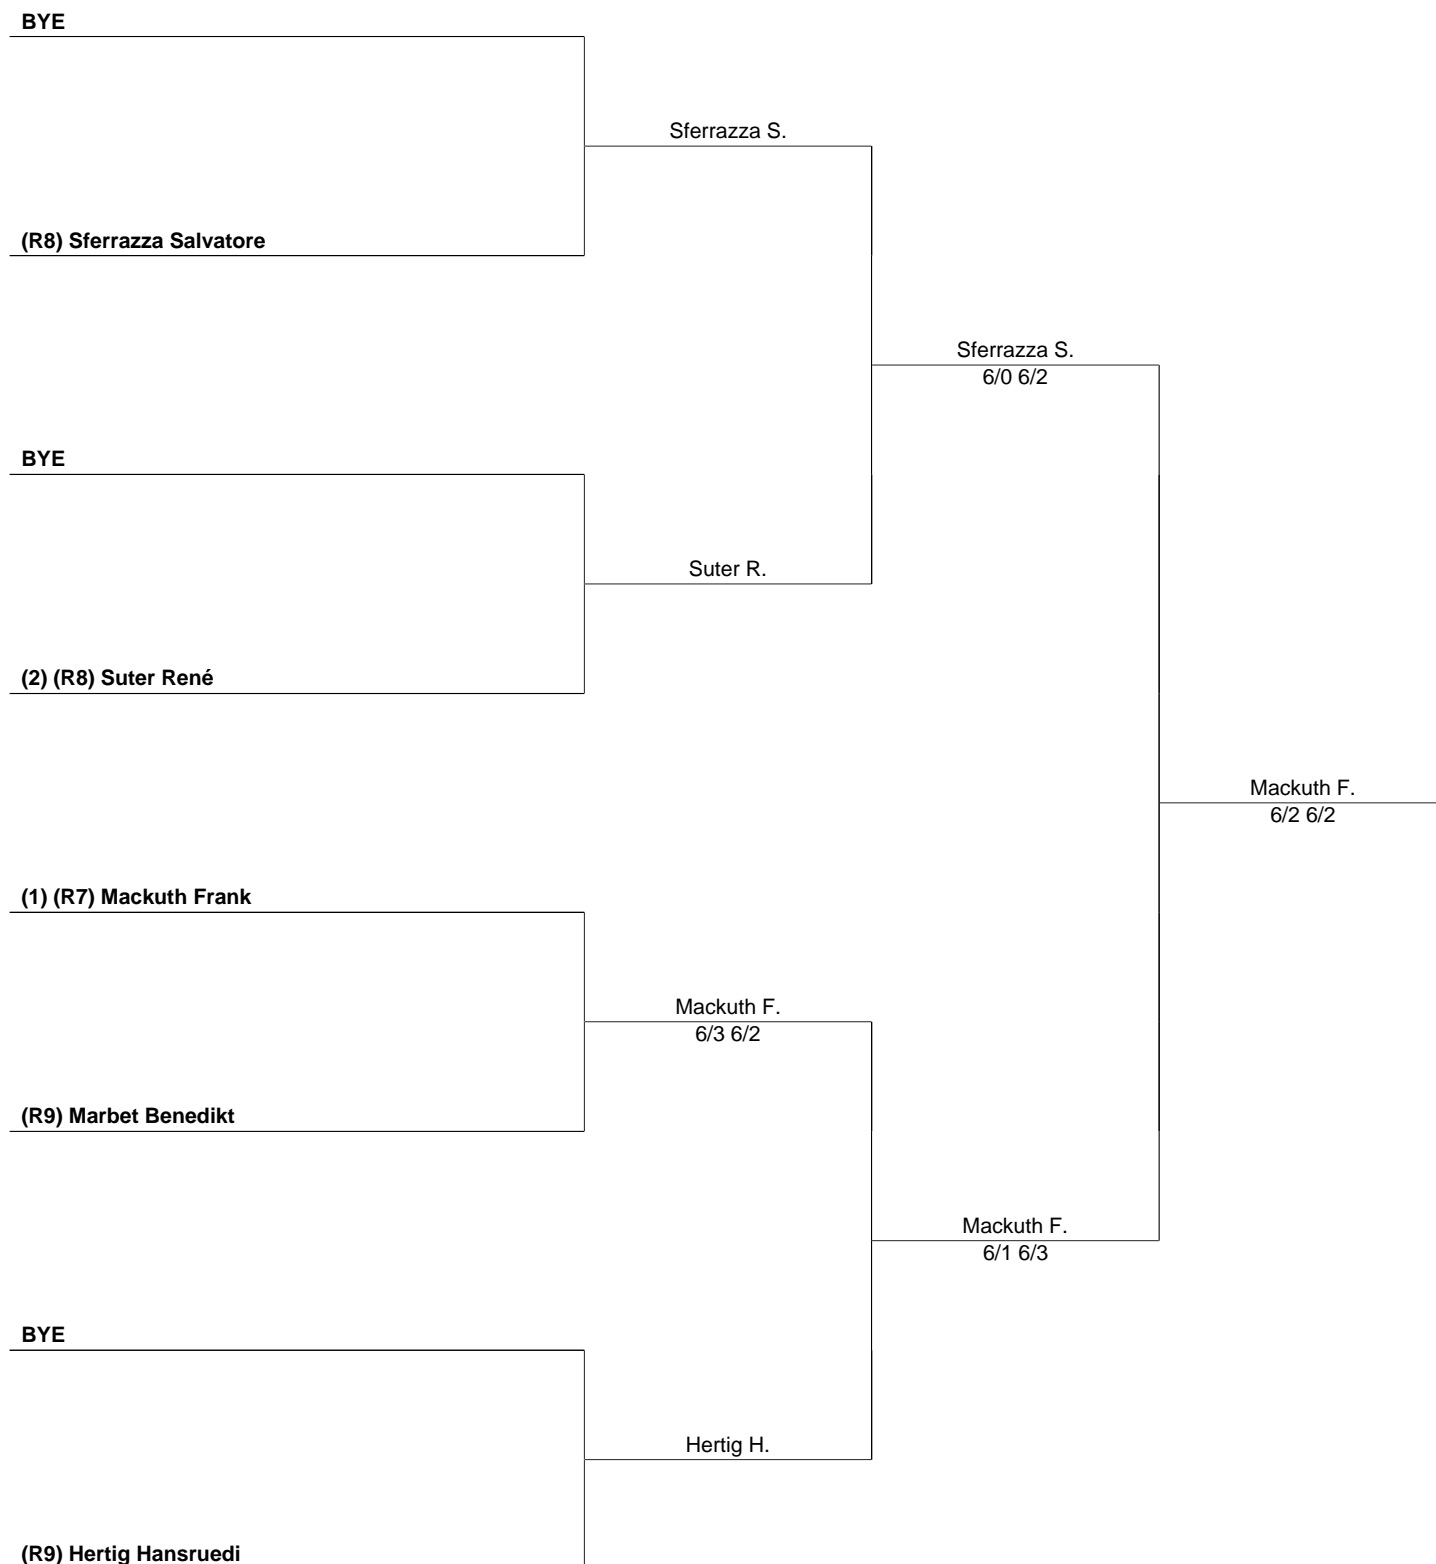 BYE
Sferrazza S.
(R8) Sferrazza Salvatore
Sferrazza S.
6/0 6/2
BYE
Suter R.
(2) (R8) Suter René
Mackuth F.
6/2 6/2
(1) (R7) Mackuth Frank
Mackuth F.
6/3 6/2
(R9) Marbet Benedikt
Mackuth F.
6/1 6/3
BYE
Hertig H.
(R9) Hertig Hansruedi